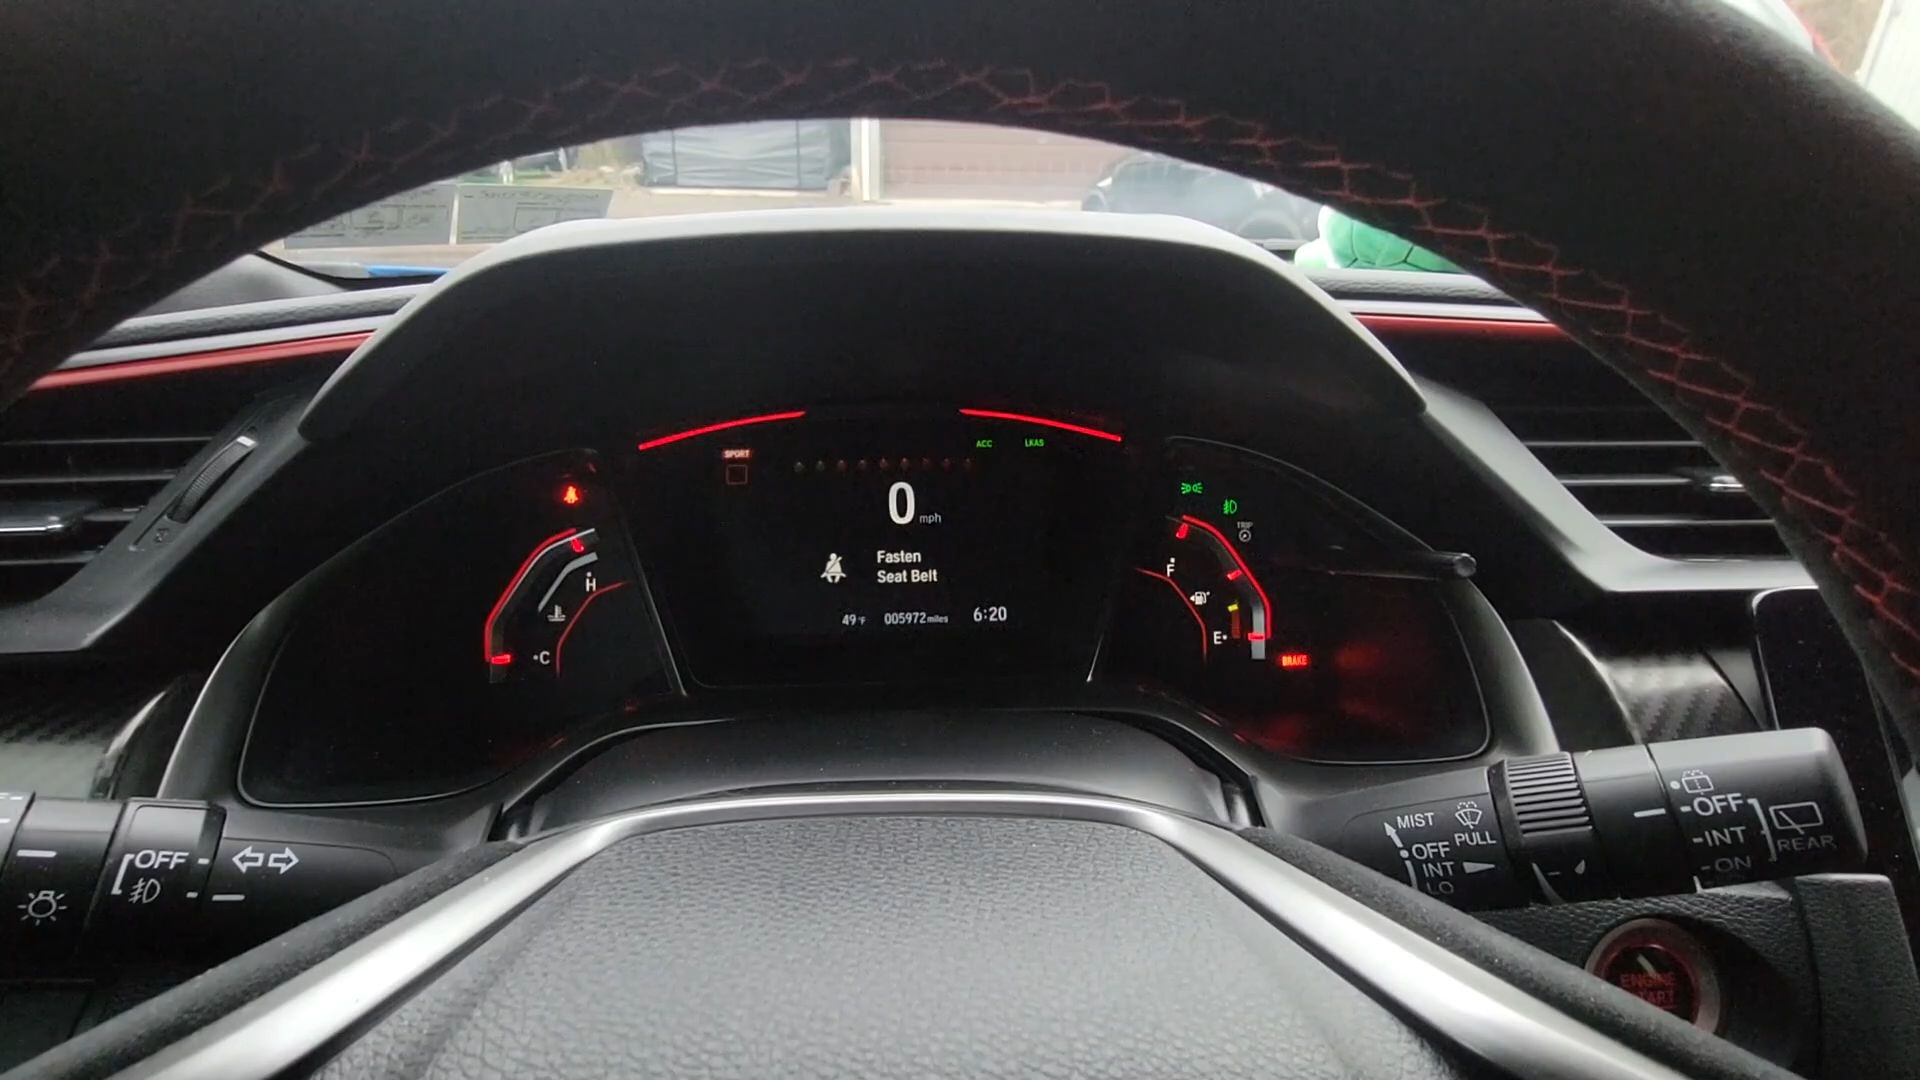 ACC LKAS
SPORT
0 mph
TRIP
Fasten
Seat Belt
H
F
49°F 005972 miles 6:20
C
E
BRAKE
OFF
MIST
PULL
OFF
INT
LO
OFF
INT
ON
REAR
ENGINE
START